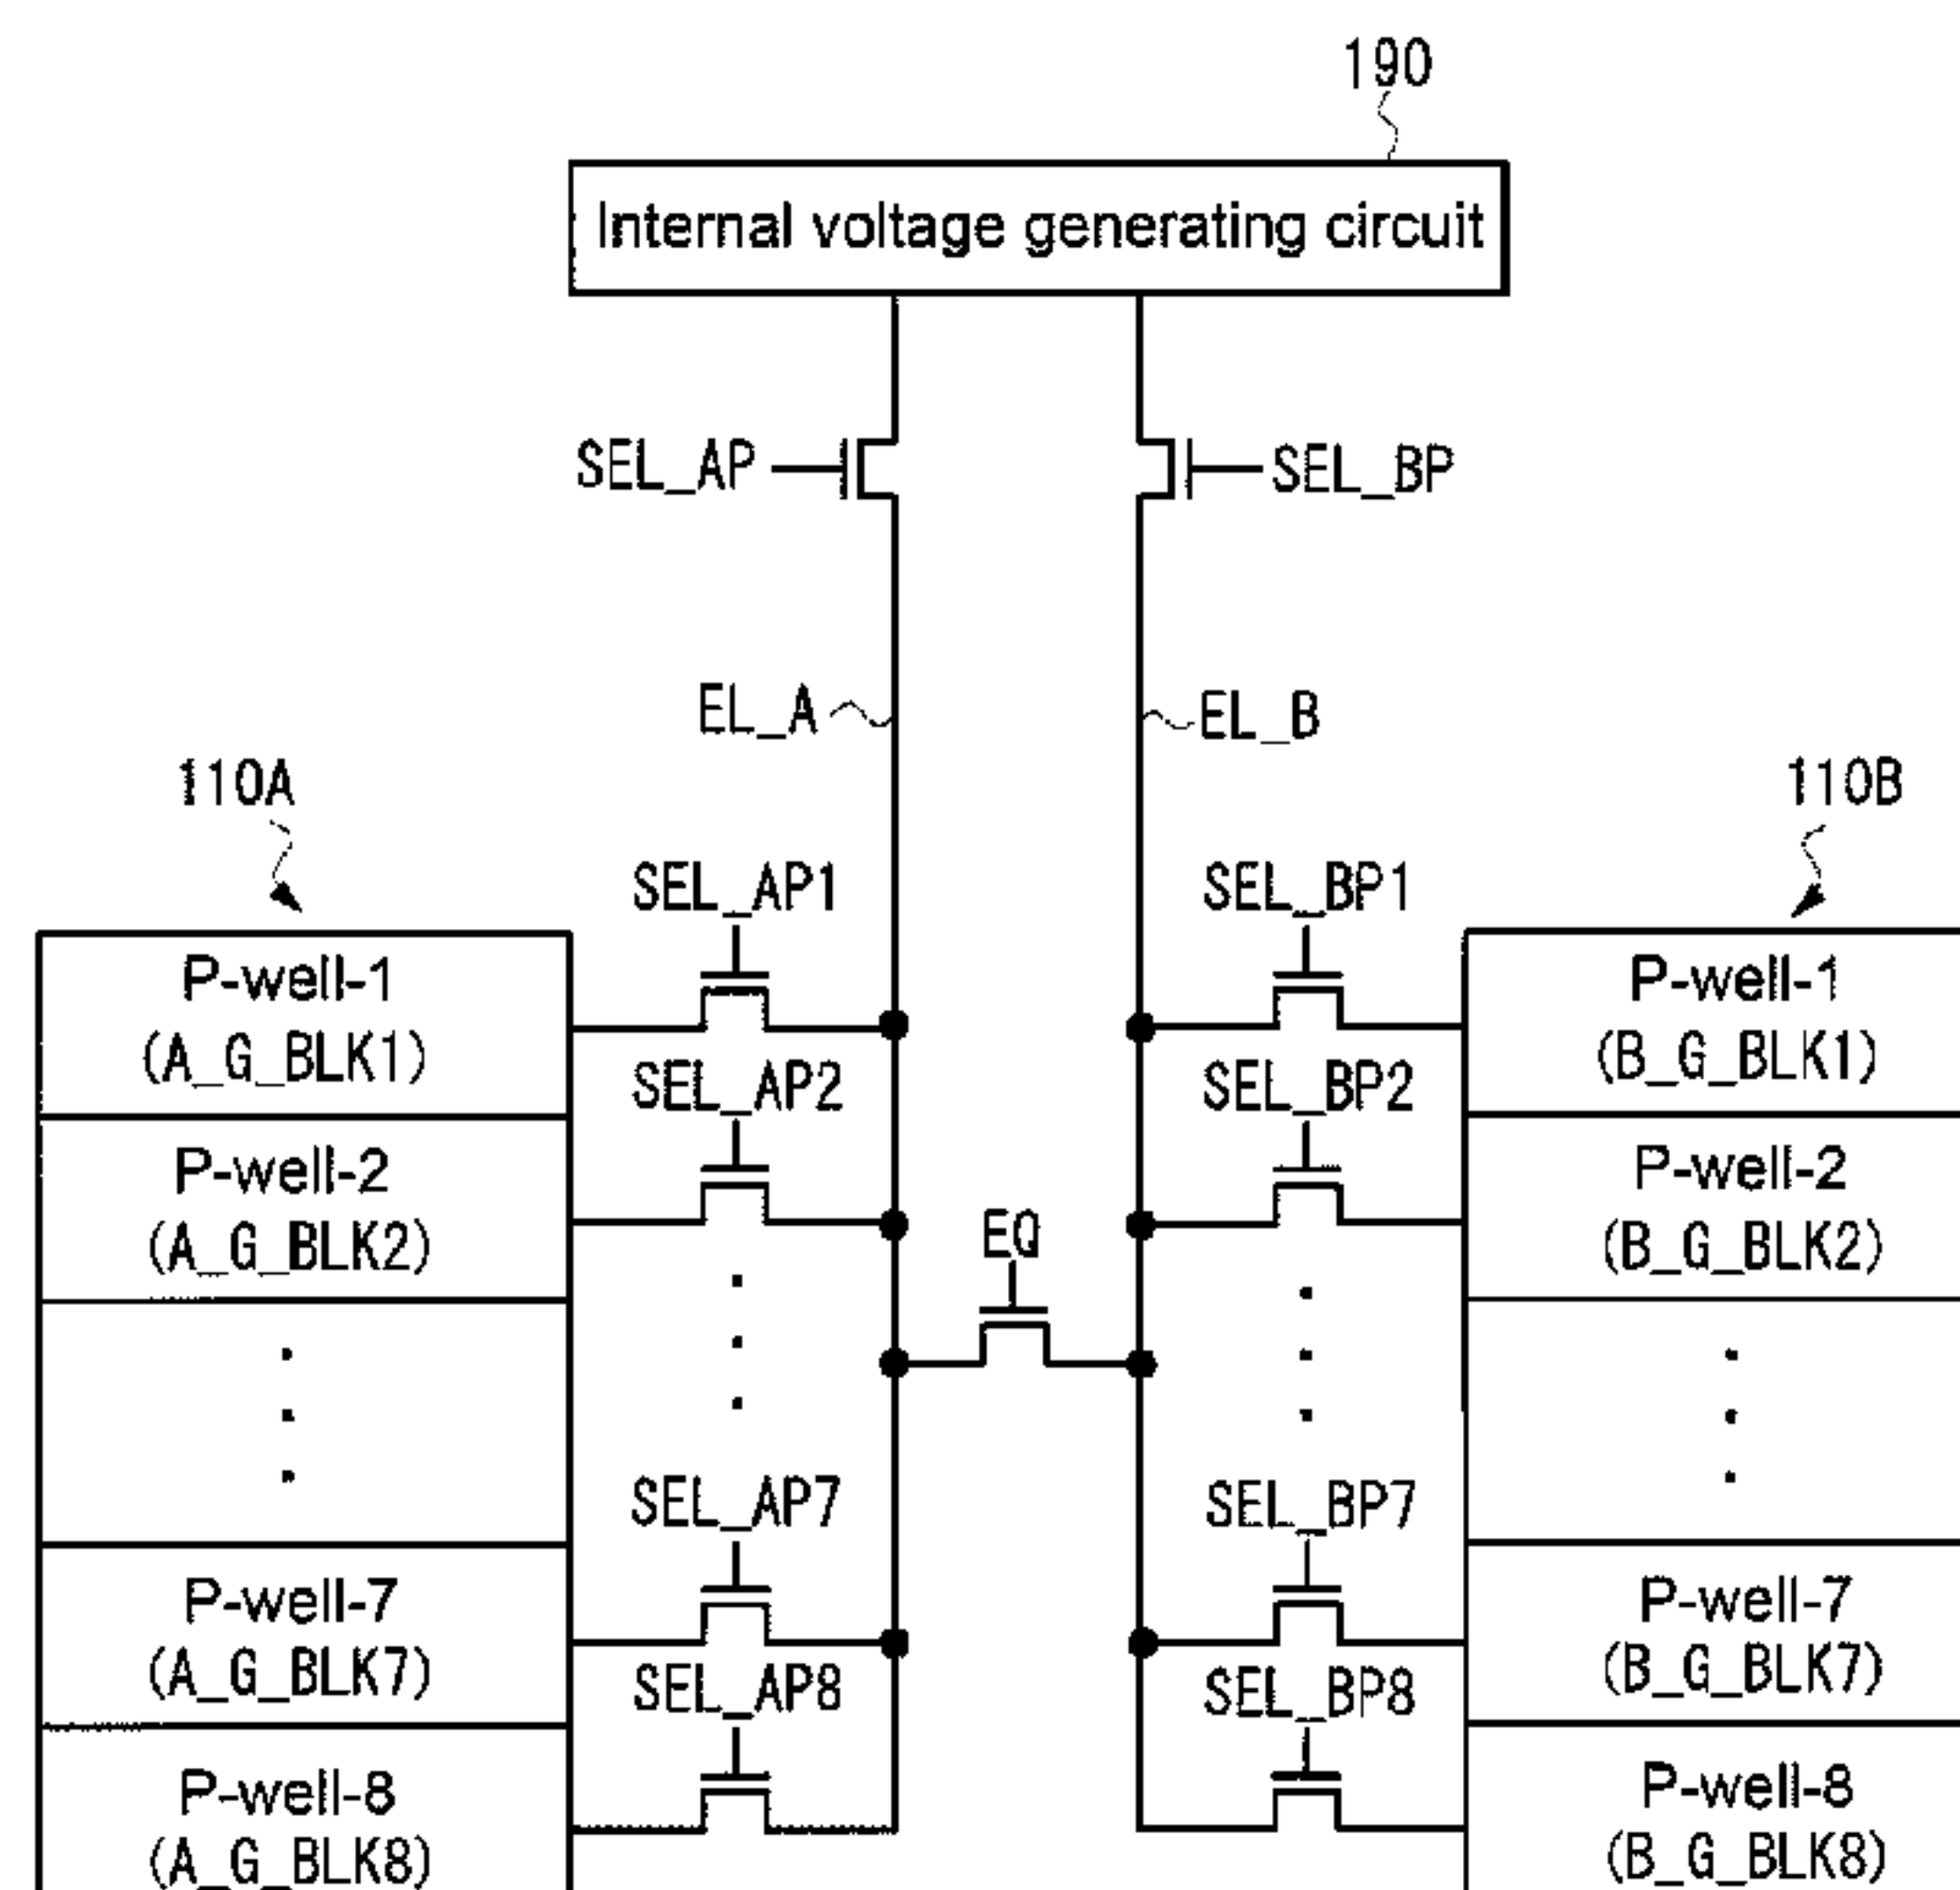 190
Internal voltage generating circuit
SEL_AP
SEL_BP
EL_A
EL_B
110A
110B
SEL_AP1
SEL_BP1
P-well-1
(A_G_BLK1)
P-well-1
(B_G_BLK1)
SEL_AP2
SEL_BP2
P-well-2
(A_G_BLK2)
P-well-2
(B_G_BLK2)
EQ
SEL_AP7
SEL_BP7
P-well-7
(A_G_BLK7)
P-well-7
(B_G_BLK7)
SEL_AP8
SEL_BP8
P-well-8
(A_G_BLK8)
P-well-8
(B_G_BLK8)